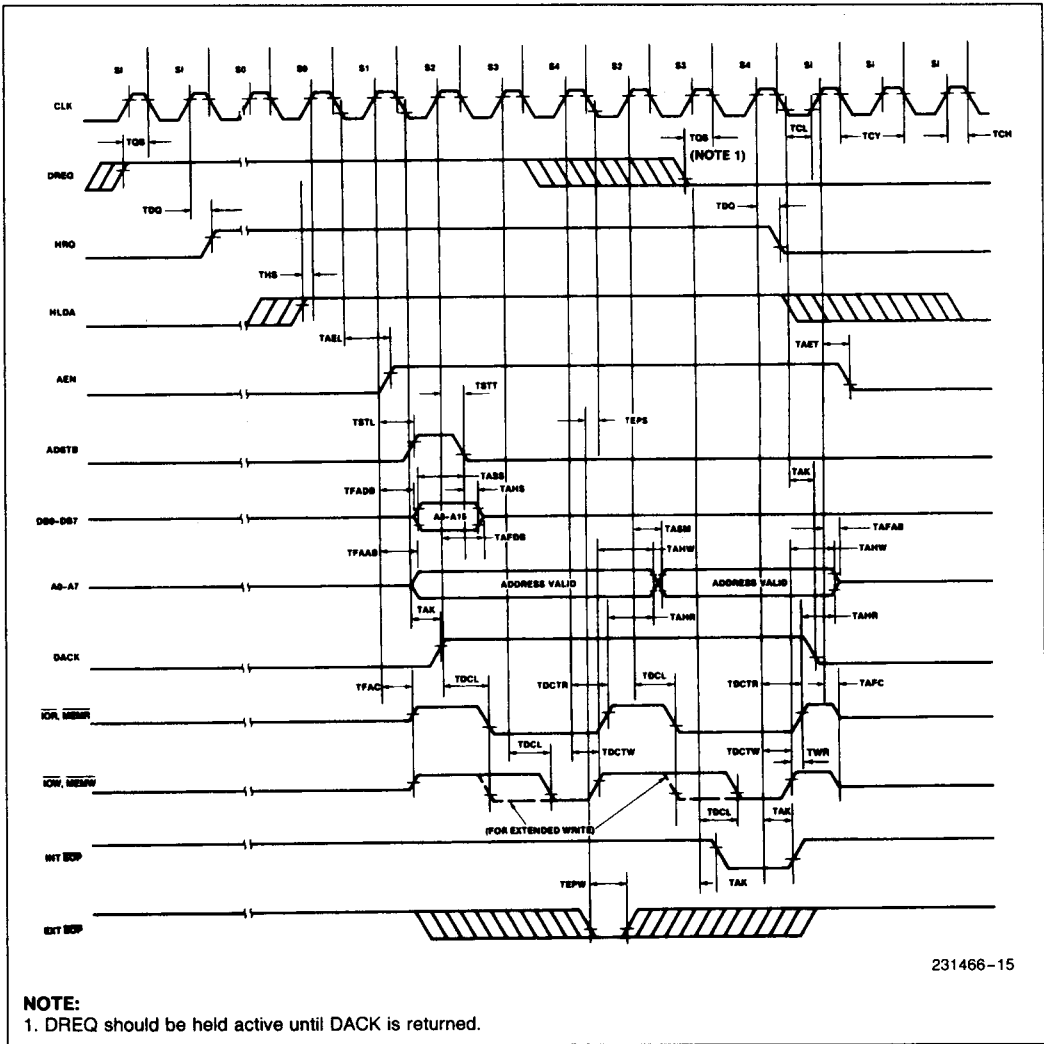 SI SI S0 S0 S1 S2 S3 S4 S2 S3 S4 SI SI SI
CLK
TQS TQS TCL TCY TCH
(NOTE 1)
DREQ
TDQ TDQ
HRQ
THS
HLDA
TAEL TAET
AEN
TSTT
TSTL TEPS
ADSTB
TASS TAK
TFADB TAHS
DB0-DB7 A8-A15
TAFDB TASM TAFAB
TFAAB TAHW TAHW
A0-A7 ADDRESS VALID ADDRESS VALID
TAK TAHR TAHR
DACK
TFAC TDCL TDCTR TDCL TDCTR TAFC
IOR, MEMR
TDCL TDCTW TDCTW TWR
IOW, MEMW
(FOR EXTENDED WRITE) TDCL TAK
INT EOP
TEPW TAK
EXT EOP
231466-15
NOTE:
1. DREQ should be held active until DACK is returned.